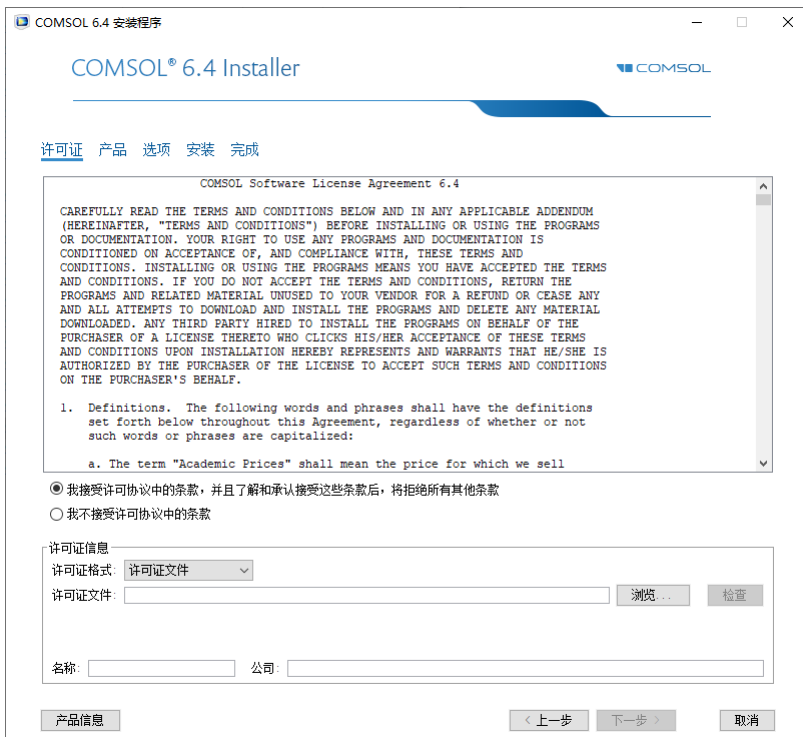 COMSOL 6.4 安装程序
COMSOL® 6.4 Installer
COMSOL
许可证 产品 选项 安装 完成
COMSOL Software License Agreement 6.4
CAREFULLY READ THE TERMS AND CONDITIONS BELOW AND IN ANY APPLICABLE ADDENDUM
(HEREINAFTER, "TERMS AND CONDITIONS") BEFORE INSTALLING OR USING THE PROGRAMS
OR DOCUMENTATION. YOUR RIGHT TO USE ANY PROGRAMS AND DOCUMENTATION IS
CONDITIONED ON ACCEPTANCE OF, AND COMPLIANCE WITH, THESE TERMS AND
CONDITIONS. INSTALLING OR USING THE PROGRAMS MEANS YOU HAVE ACCEPTED THE TERMS
AND CONDITIONS. IF YOU DO NOT ACCEPT THE TERMS AND CONDITIONS, RETURN THE
PROGRAMS AND RELATED MATERIAL UNUSED TO YOUR VENDOR FOR A REFUND OR CEASE ANY
AND ALL ATTEMPTS TO DOWNLOAD AND INSTALL THE PROGRAMS AND DELETE ANY MATERIAL
DOWNLOADED. ANY THIRD PARTY HIRED TO INSTALL THE PROGRAMS ON BEHALF OF THE
PURCHASER OF A LICENSE THERETO WHO CLICKS HIS/HER ACCEPTANCE OF THESE TERMS
AND CONDITIONS UPON INSTALLATION HEREBY REPRESENTS AND WARRANTS THAT HE/SHE IS
AUTHORIZED BY THE PURCHASER OF THE LICENSE TO ACCEPT SUCH TERMS AND CONDITIONS
ON THE PURCHASER'S BEHALF.
1. Definitions. The following words and phrases shall have the definitions
set forth below throughout this Agreement, regardless of whether or not
such words or phrases are capitalized:
a. The term "Academic Prices" shall mean the price for which we sell
我接受许可协议中的条款，并且了解和承认接受这些条款后，将拒绝所有其他条款
我不接受许可协议中的条款
许可证信息
许可证格式: 许可证文件
许可证文件: 浏览... 检查
名称: 公司:
产品信息 < 上一步 下一步 > 取消